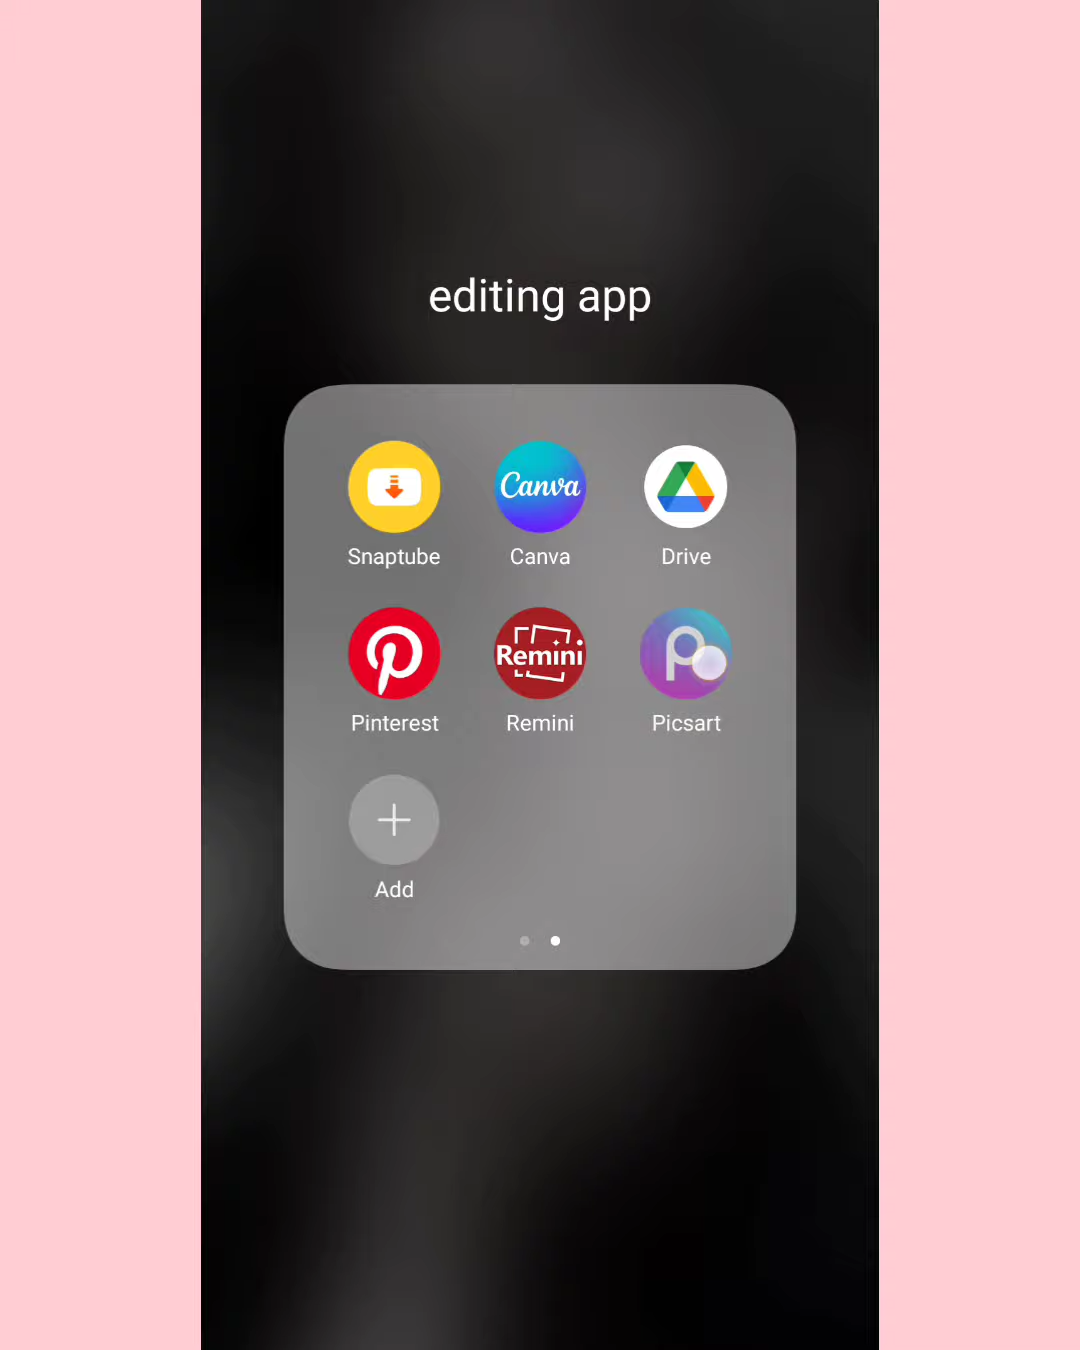 editing app
Canva
Snaptube Canva Drive
Remini
Pinterest Remini Picsart
Add